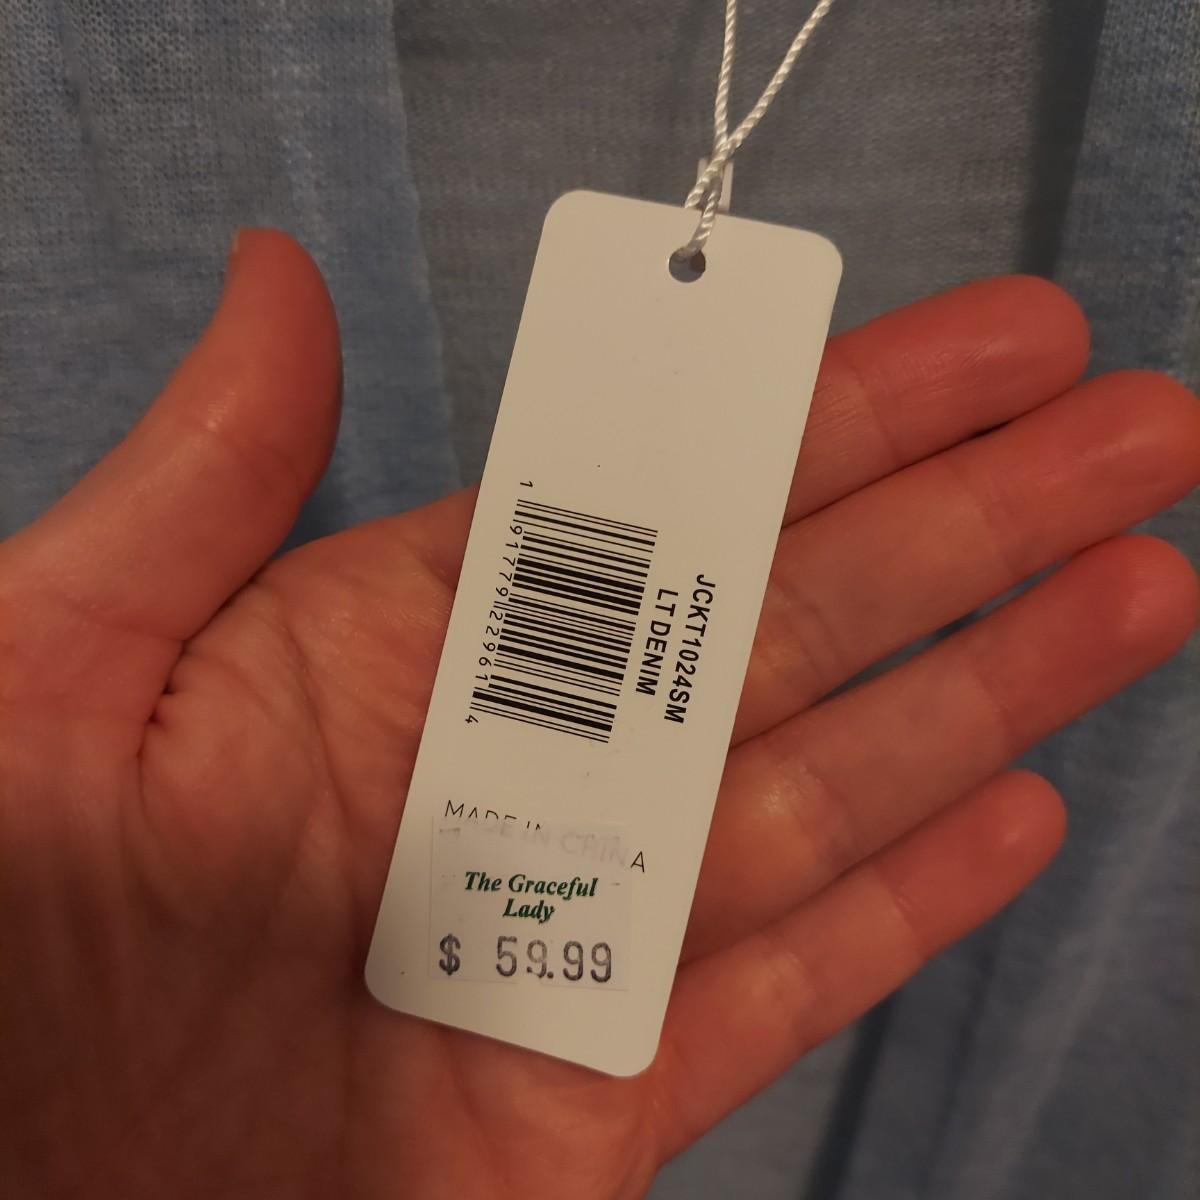 JCKT1024SM
LT DENIM
1 91779 22961 4
MADE IN CHINA
The Graceful
Lady
$ 59.99